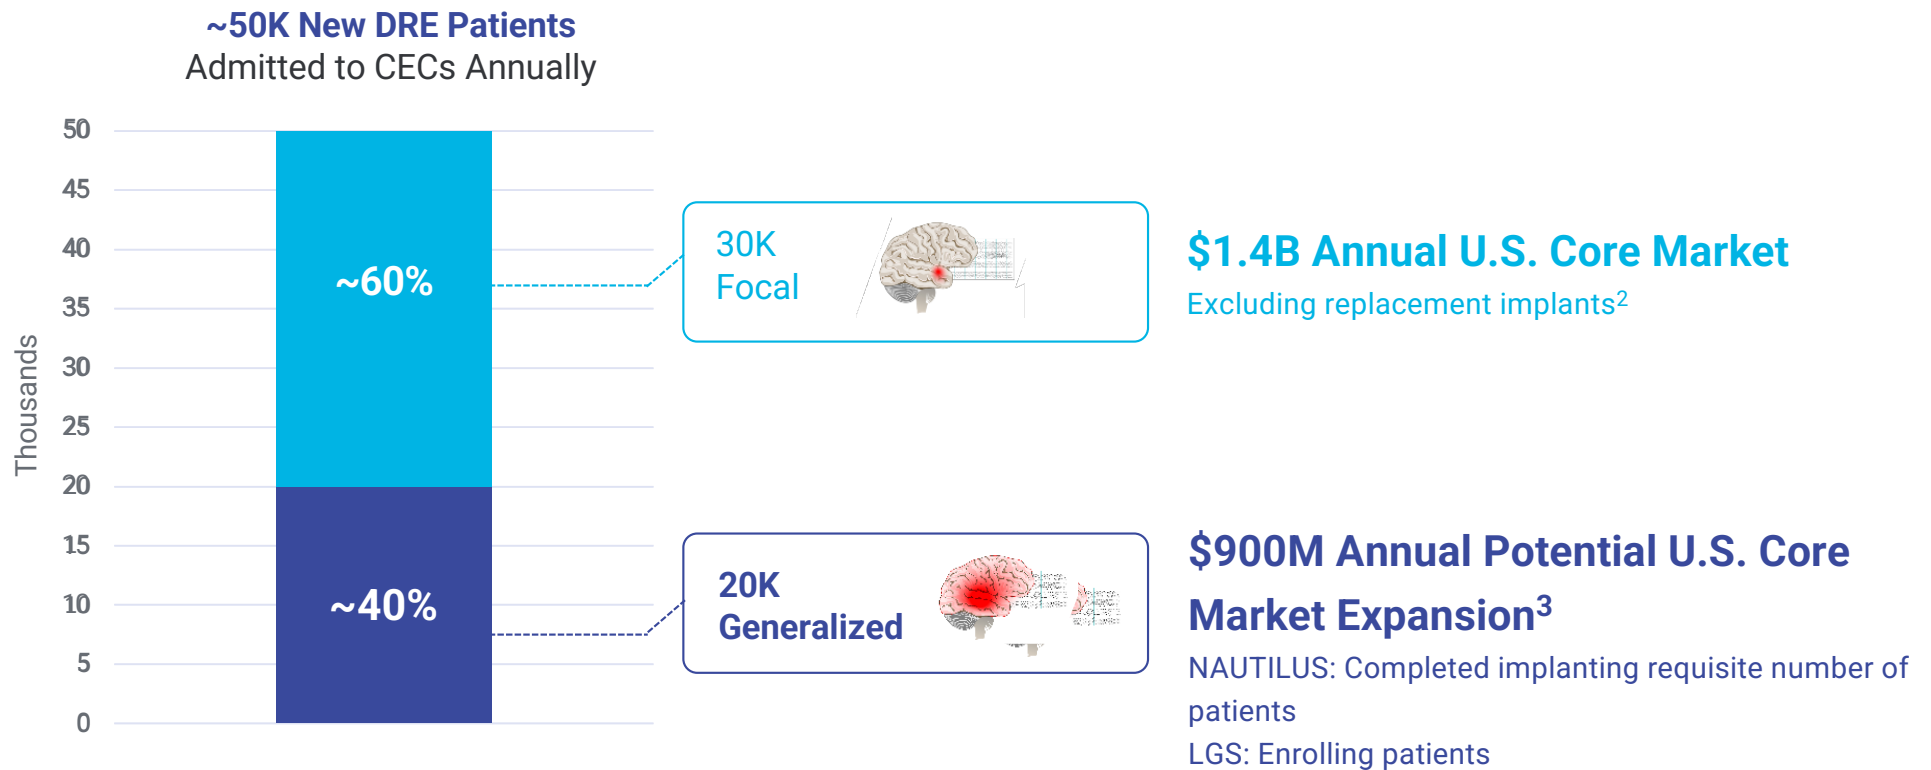 ~50K New DRE Patients
Admitted to CECs Annually
Thousands
50
45
40
35
30
25
20
15
10
5
0
~60%
~40%
30K
Focal
$1.4B Annual U.S. Core Market
Excluding replacement implants²
20K
Generalized
$900M Annual Potential U.S. Core
Market Expansion³
NAUTILUS: Completed implanting requisite number of
patients
LGS: Enrolling patients